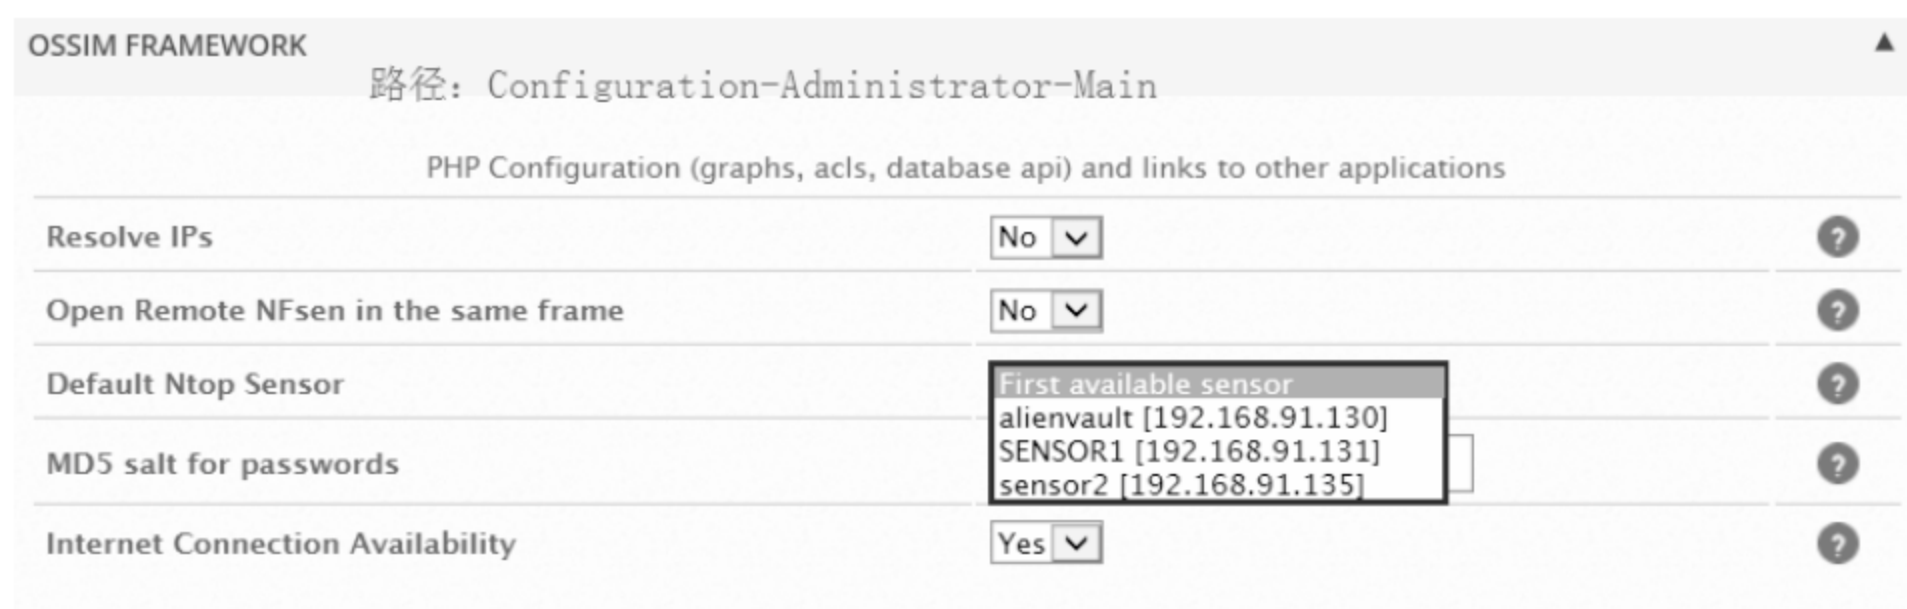 OSSIM FRAMEWORK
路径：Configuration-Administrator-Main
PHP Configuration (graphs, acls, database api) and links to other applications
Resolve IPs No ?
Open Remote NFsen in the same frame No ?
Default Ntop Sensor First available sensor ?
alienvault [192.168.91.130]
SENSOR1 [192.168.91.131]
MD5 salt for passwords ?
sensor2 [192.168.91.135]
Internet Connection Availability Yes ?